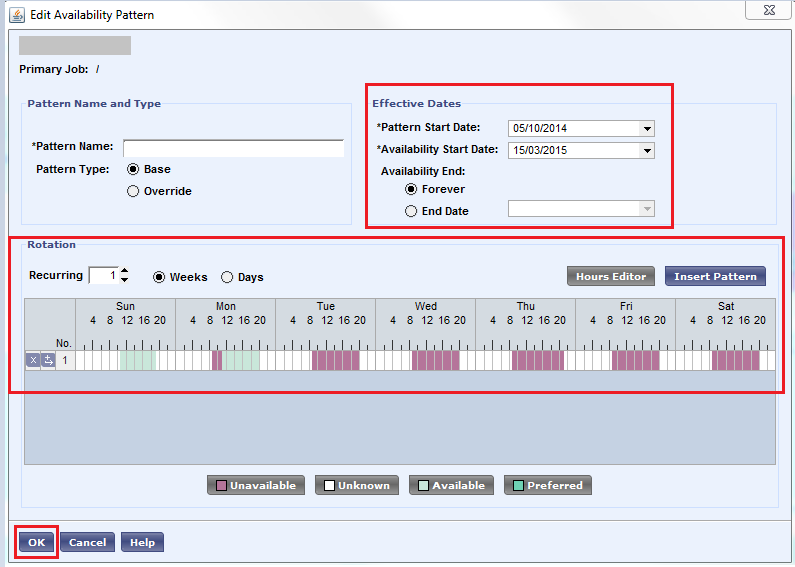 Edit Availability Pattern
Primary Job: /
Pattern Name and Type
*Pattern Name:
Pattern Type: Base
Override
Effective Dates
*Pattern Start Date: 05/10/2014
*Availability Start Date: 15/03/2015
Availability End:
Forever
End Date
Rotation
Recurring 1 Weeks Days
Hours Editor Insert Pattern
Sun Mon Tue Wed Thu Fri Sat
4 8 12 16 20 4 8 12 16 20 4 8 12 16 20 4 8 12 16 20 4 8 12 16 20 4 8 12 16 20 4 8 12 16 20
No.
X 1
Unavailable Unknown Available Preferred
OK Cancel Help